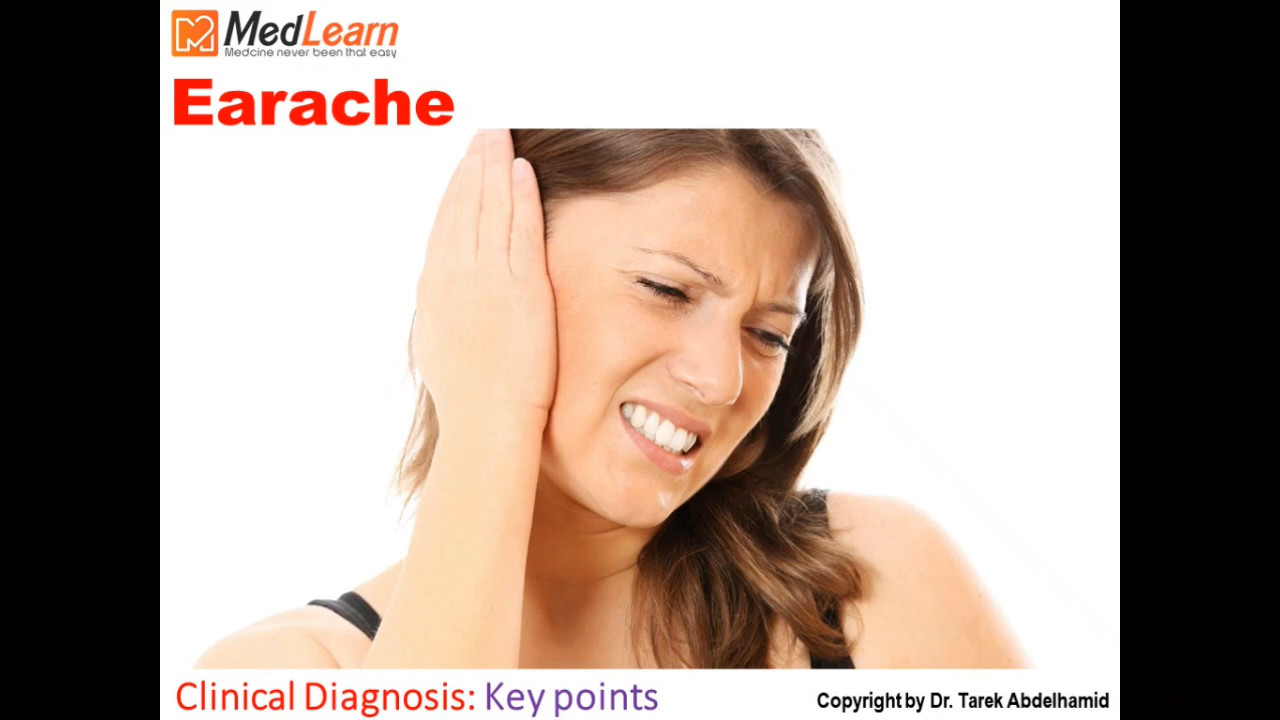 MedLearn
Medcine never been that easy
Earache
Clinical Diagnosis: Key points
Copyright by Dr. Tarek Abdelhamid